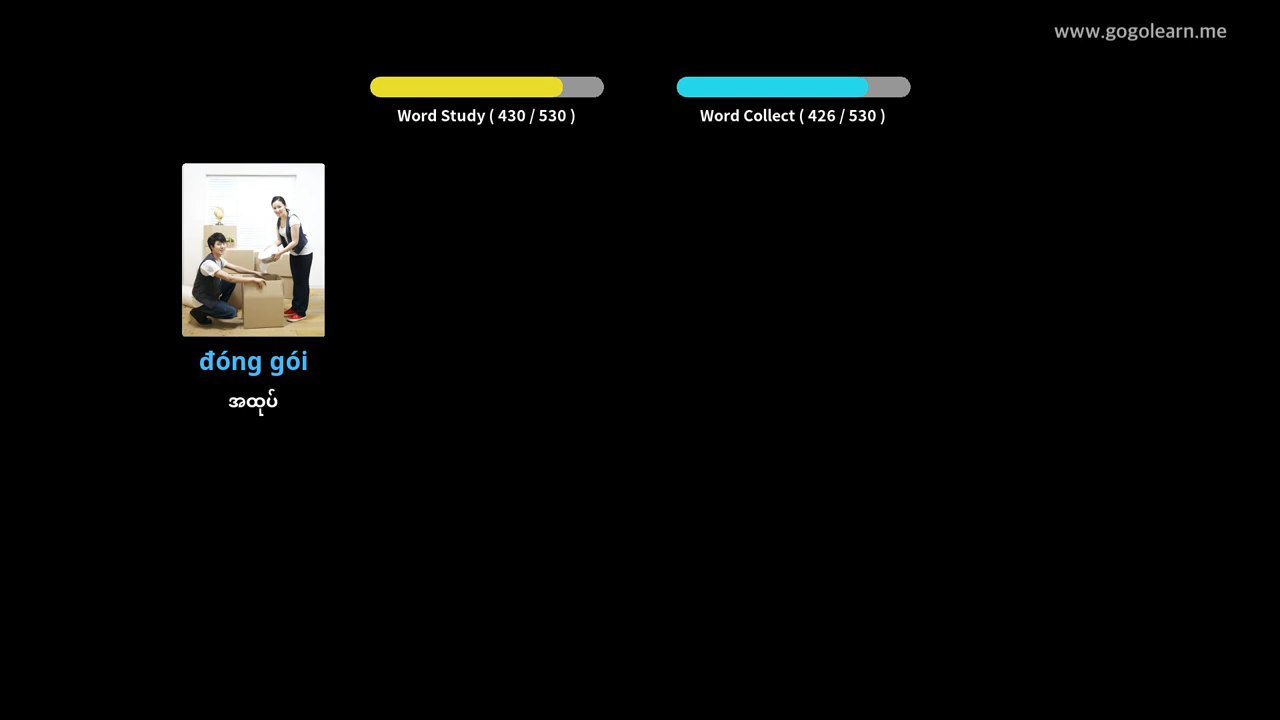 www.gogolearn.me
Word Study ( 430 / 530 )
Word Collect ( 426 / 530 )
đóng gói
အထုပ်